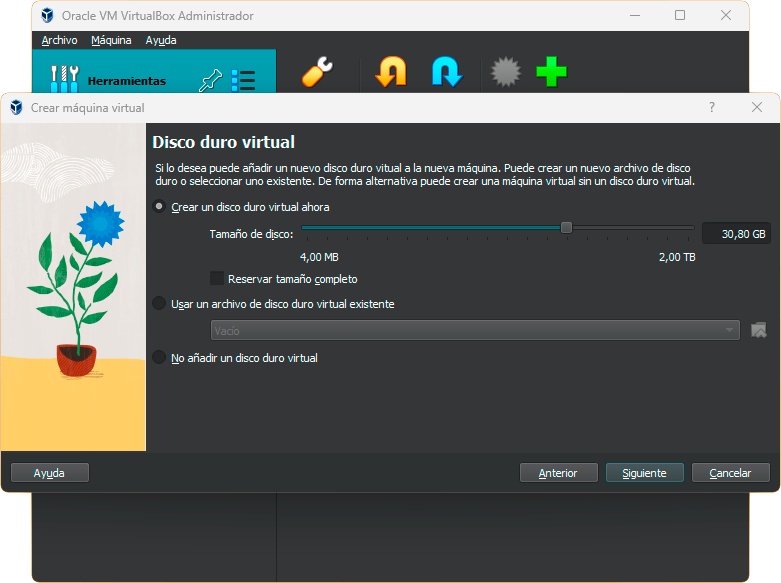 Oracle VM VirtualBox Administrador
Archivo Máquina Ayuda
Herramientas
Crear máquina virtual
?
Disco duro virtual
Si lo desea puede añadir un nuevo disco duro vitual a la nueva máquina. Puede crear un nuevo archivo de disco
duro o seleccionar uno existente. De forma alternativa puede crear una máquina virtual sin un disco duro virtual.
Crear un disco duro virtual ahora
Tamaño de disco:
30,80 GB
4,00 MB
2,00 TB
Reservar tamaño completo
Usar un archivo de disco duro virtual existente
Vacío
No añadir un disco duro virtual
Ayuda
Anterior
Siguiente
Cancelar